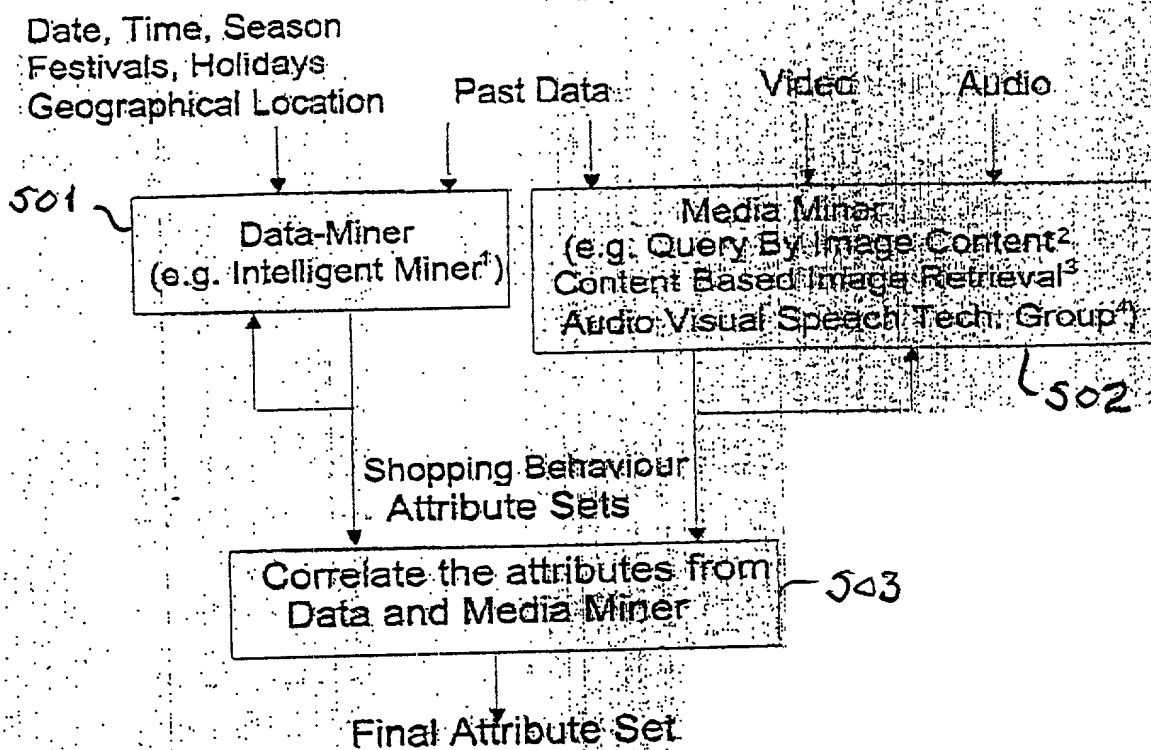 Date, Time, Season
Festivals, Holidays
Geographical Location
Past Data
Video
Audio
501
Data-Miner
(e.g. Intelligent Miner¹)
Media Miner
(e.g. Query By Image Content²
Content Based Image Retrieval³
Audio Visual Speech Tech. Group⁴)
502
Shopping Behaviour
Attribute Sets
Correlate the attributes from
Data and Media Miner
503
Final Attribute Set